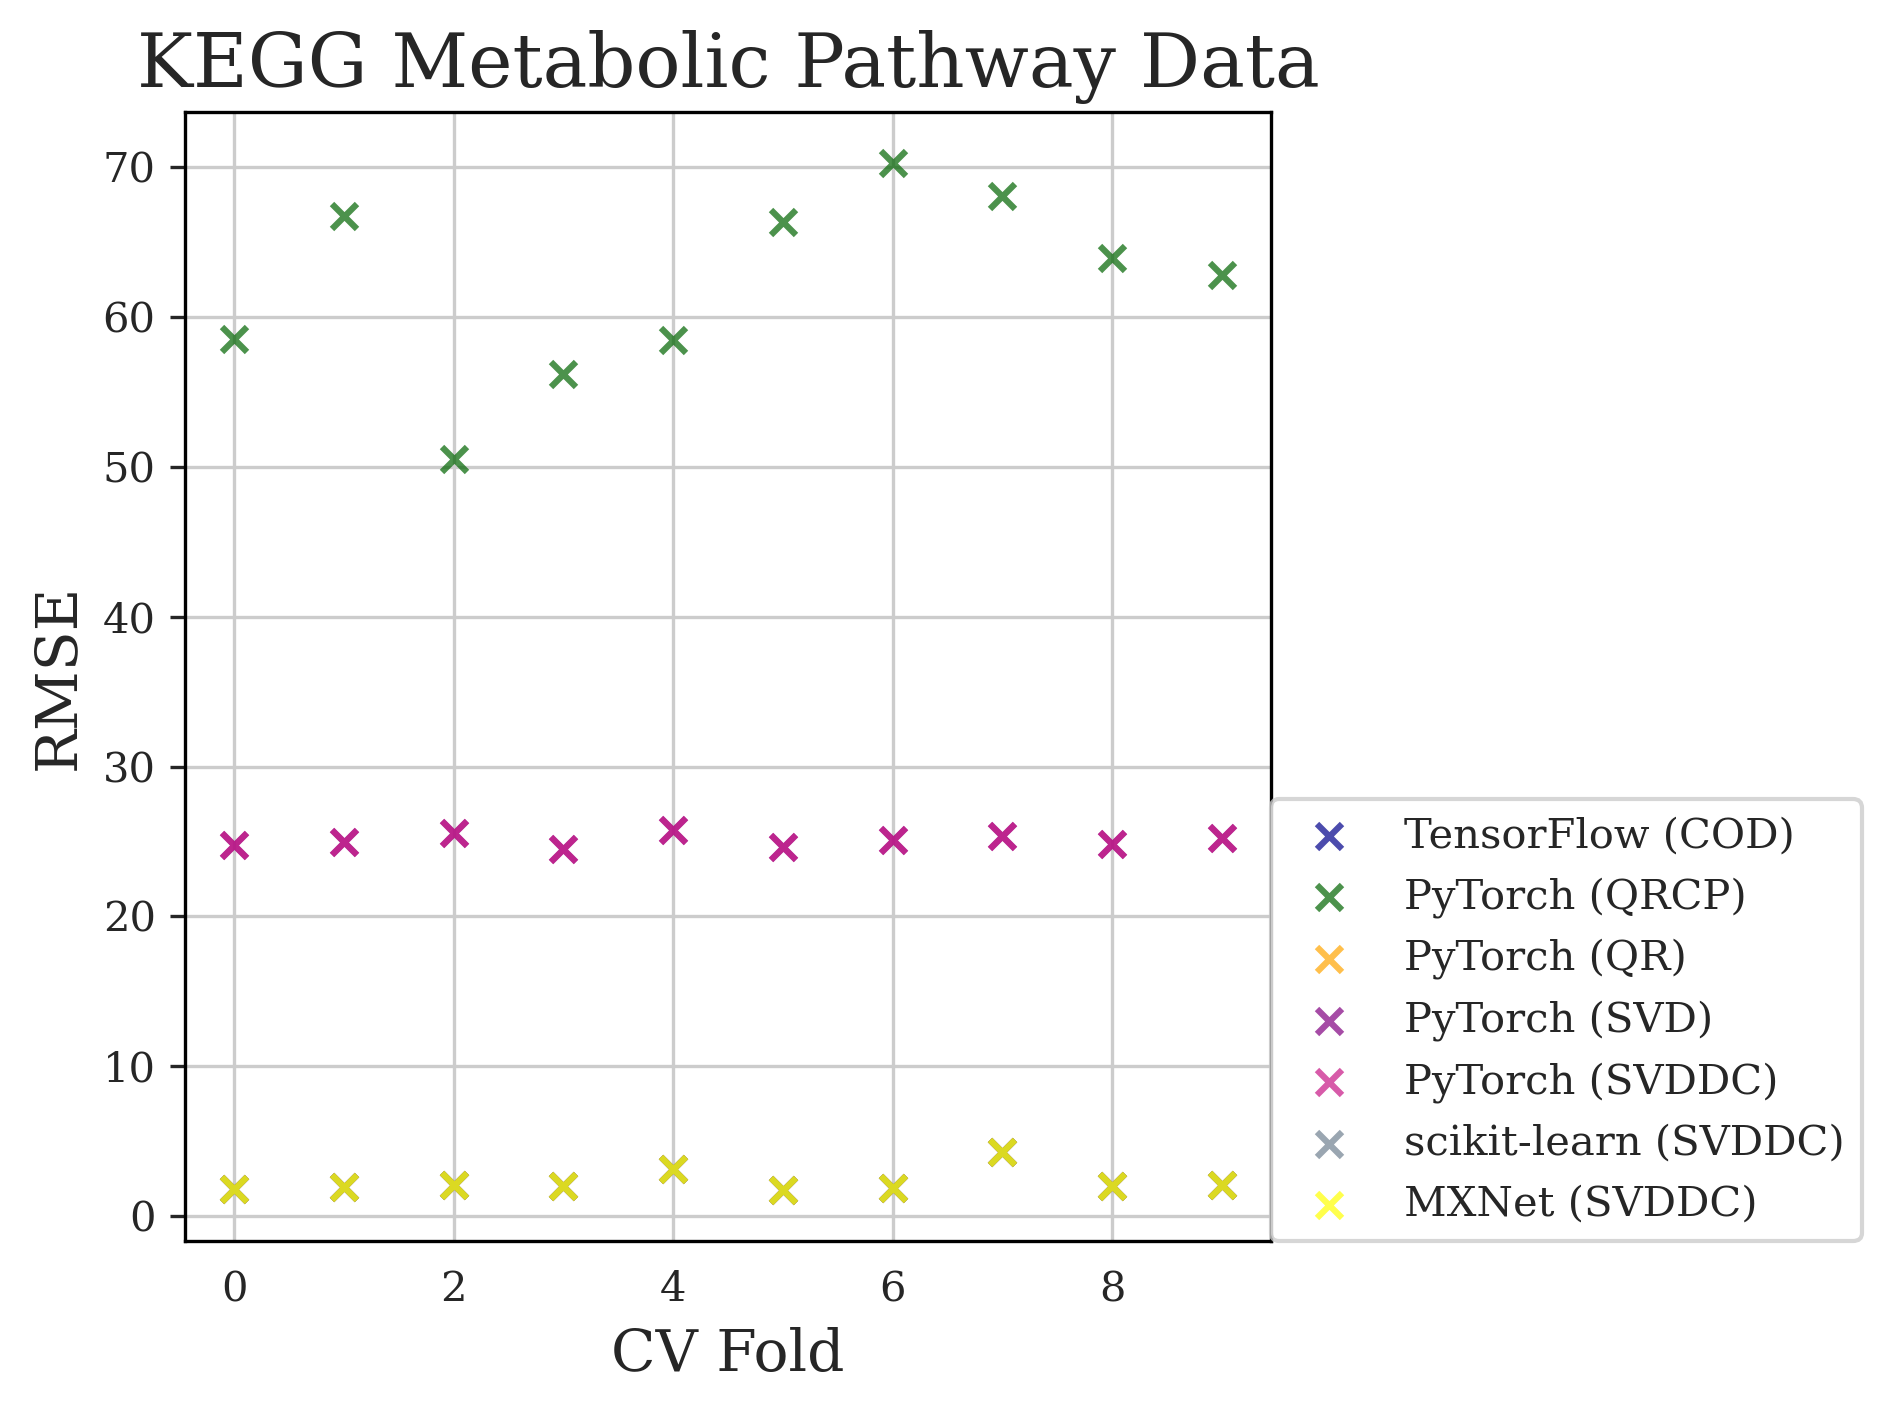 KEGG Metabolic Pathway Data
RMSE
70
60
50
40
30
20
10
0
0 2 4 6 8
CV Fold
TensorFlow (COD)
PyTorch (QRCP)
PyTorch (QR)
PyTorch (SVD)
PyTorch (SVDDC)
scikit-learn (SVDDC)
MXNet (SVDDC)